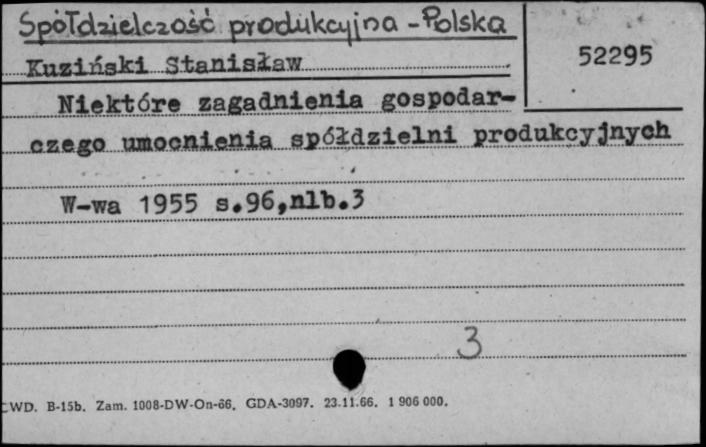 Spółdzielczość produkcyjna - Polska
52295
Kuziński Stanisław
Niektóre zagadnienia gospodar-
czego umocnienia spółdzielni produkcyjnych
W-wa 1955 s.96,nlb.3
3
CWD. B-15b. Zam. 1008-DW-On-66. GDA-3097. 23.11.66. 1 906 000.